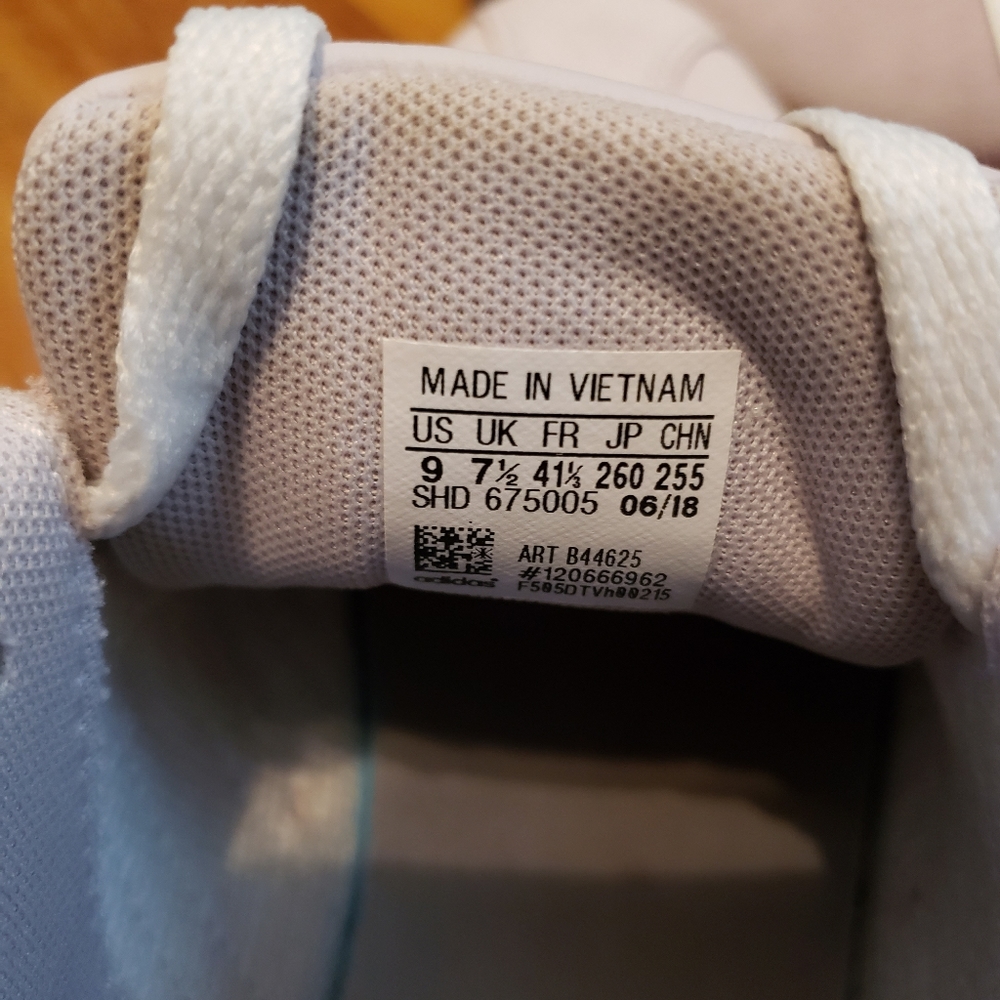 MADE IN VIETNAM
US UK FR JP CHN
9 7½ 41⅓ 260 255
SHD 675005 06/18
ART B44625
#120666962
adidas F505DTVh00215